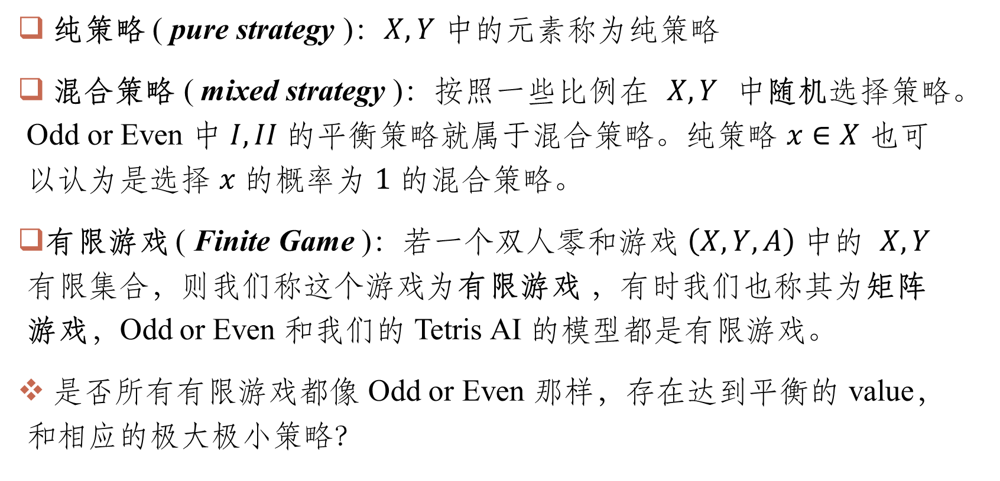 ❑ 纯策略 ( pure strategy ): X, Y 中的元素称为纯策略
❑ 混合策略 ( mixed strategy ): 按照一些比例在 X, Y 中随机选择策略。
Odd or Even 中 I, II 的平衡策略就属于混合策略。纯策略 x ∈ X 也可
以认为是选择 x 的概率为 1 的混合策略。
❑有限游戏 ( Finite Game ): 若一个双人零和游戏 (X, Y, A) 中的 X, Y
有限集合，则我们称这个游戏为有限游戏 ，有时我们也称其为矩阵
游戏，Odd or Even 和我们的 Tetris AI 的模型都是有限游戏。
❖ 是否所有有限游戏都像 Odd or Even 那样，存在达到平衡的 value，
和相应的极大极小策略?